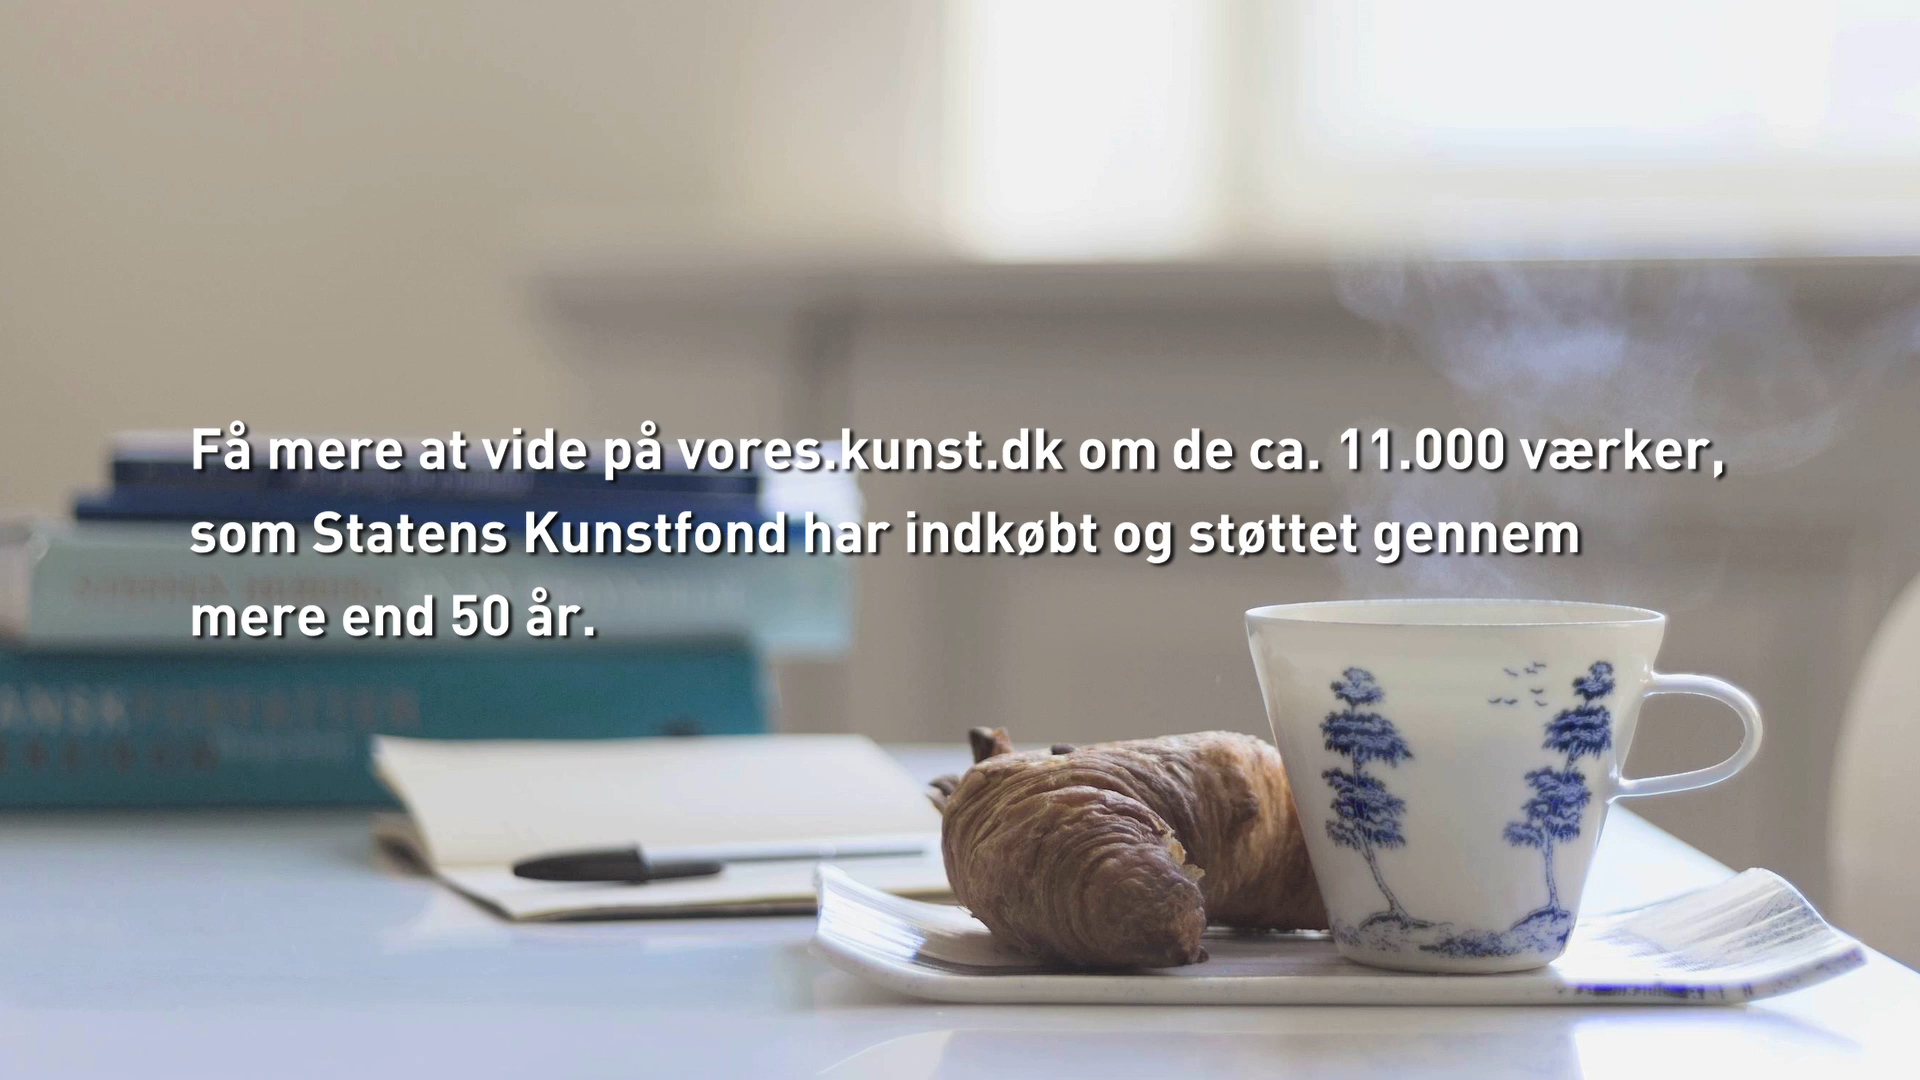 Få mere at vide på vores.kunst.dk om de ca. 11.000 værker,
som Statens Kunstfond har indkøbt og støttet gennem
mere end 50 år.